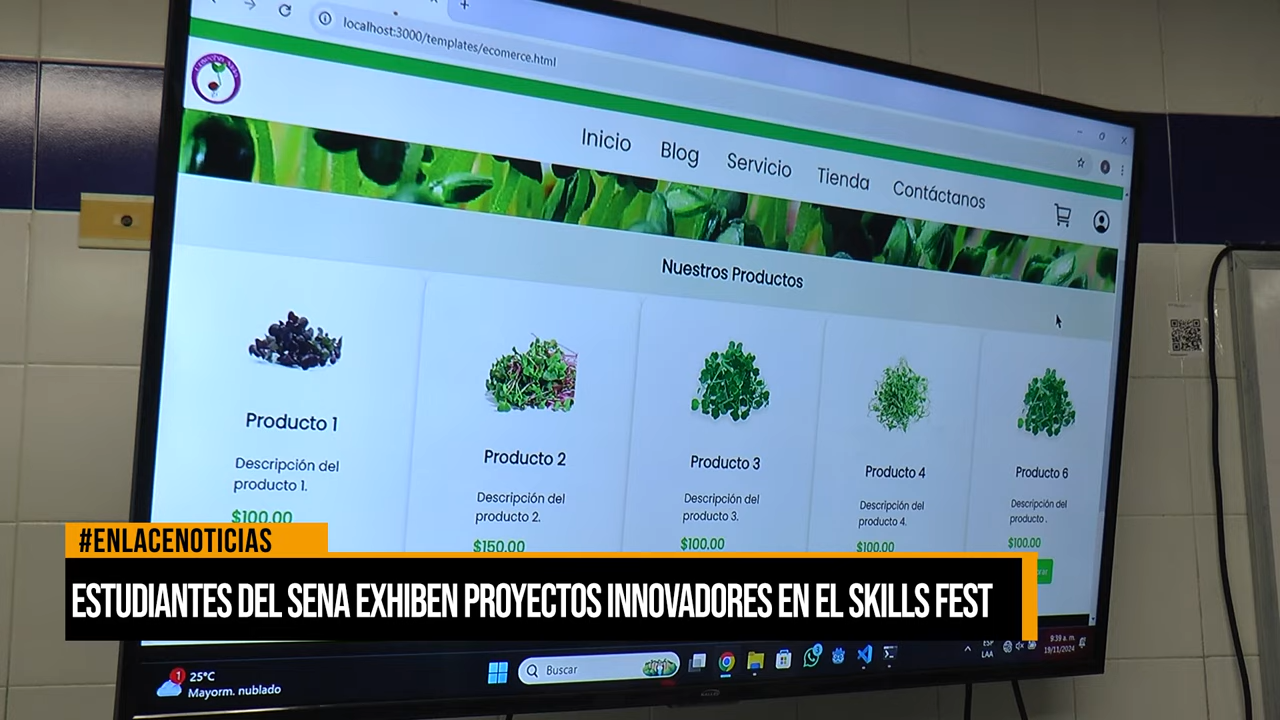 localhost:3000/templates/ecomerce.html
Inicio Blog Servicio Tienda Contáctanos
Nuestros Productos
Producto 1
Descripción del
producto 1.
$100.00
Producto 2
Descripción del
producto 2.
$150.00
Producto 3
Descripción del
producto 3.
$100.00
Producto 4
Descripción del
producto 4.
$100.00
Producto 6
Descripción del
producto .
$100.00
#ENLACENOTICIAS
ESTUDIANTES DEL SENA EXHIBEN PROYECTOS INNOVADORES EN EL SKILLS FEST
1
25°C
Mayorm. nublado
Buscar
ESP
LAA
9:39 a. m.
19/11/2024